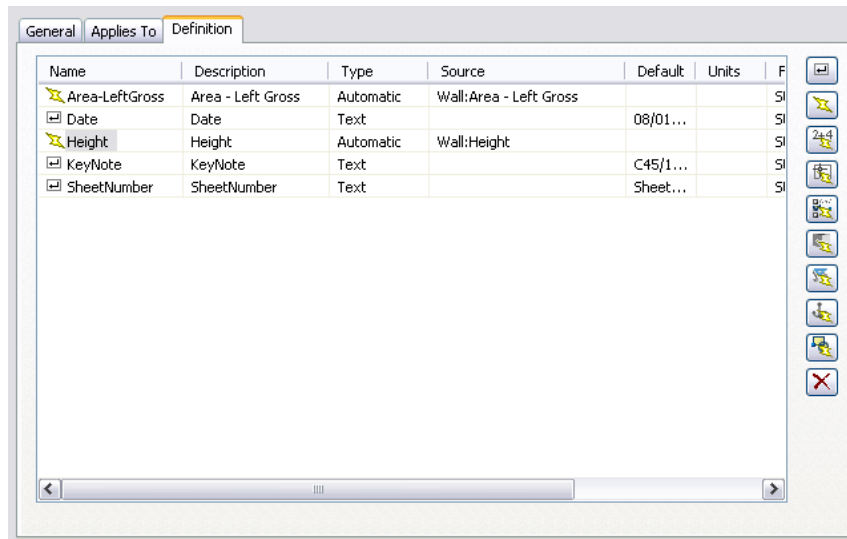 General Applies To Definition
Name Description Type Source Default Units F
Area-LeftGross Area - Left Gross Automatic Wall:Area - Left Gross
Date Date Text 08/01...
Height Height Automatic Wall:Height
KeyNote KeyNote Text C45/1...
SheetNumber SheetNumber Text Sheet...
2+4